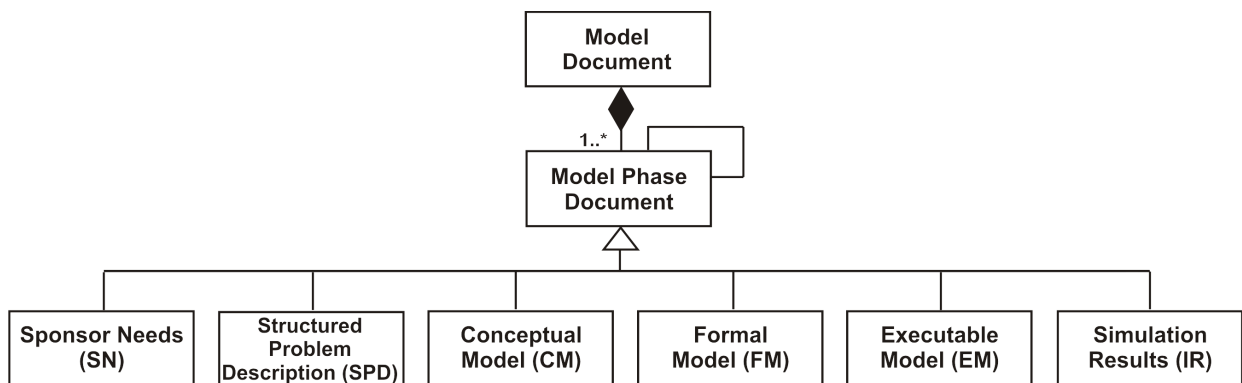 Model
Document
1..*
Model Phase
Document
Sponsor Needs
(SN)
Structured
Problem
Description (SPD)
Conceptual
Model (CM)
Formal
Model (FM)
Executable
Model (EM)
Simulation
Results (IR)